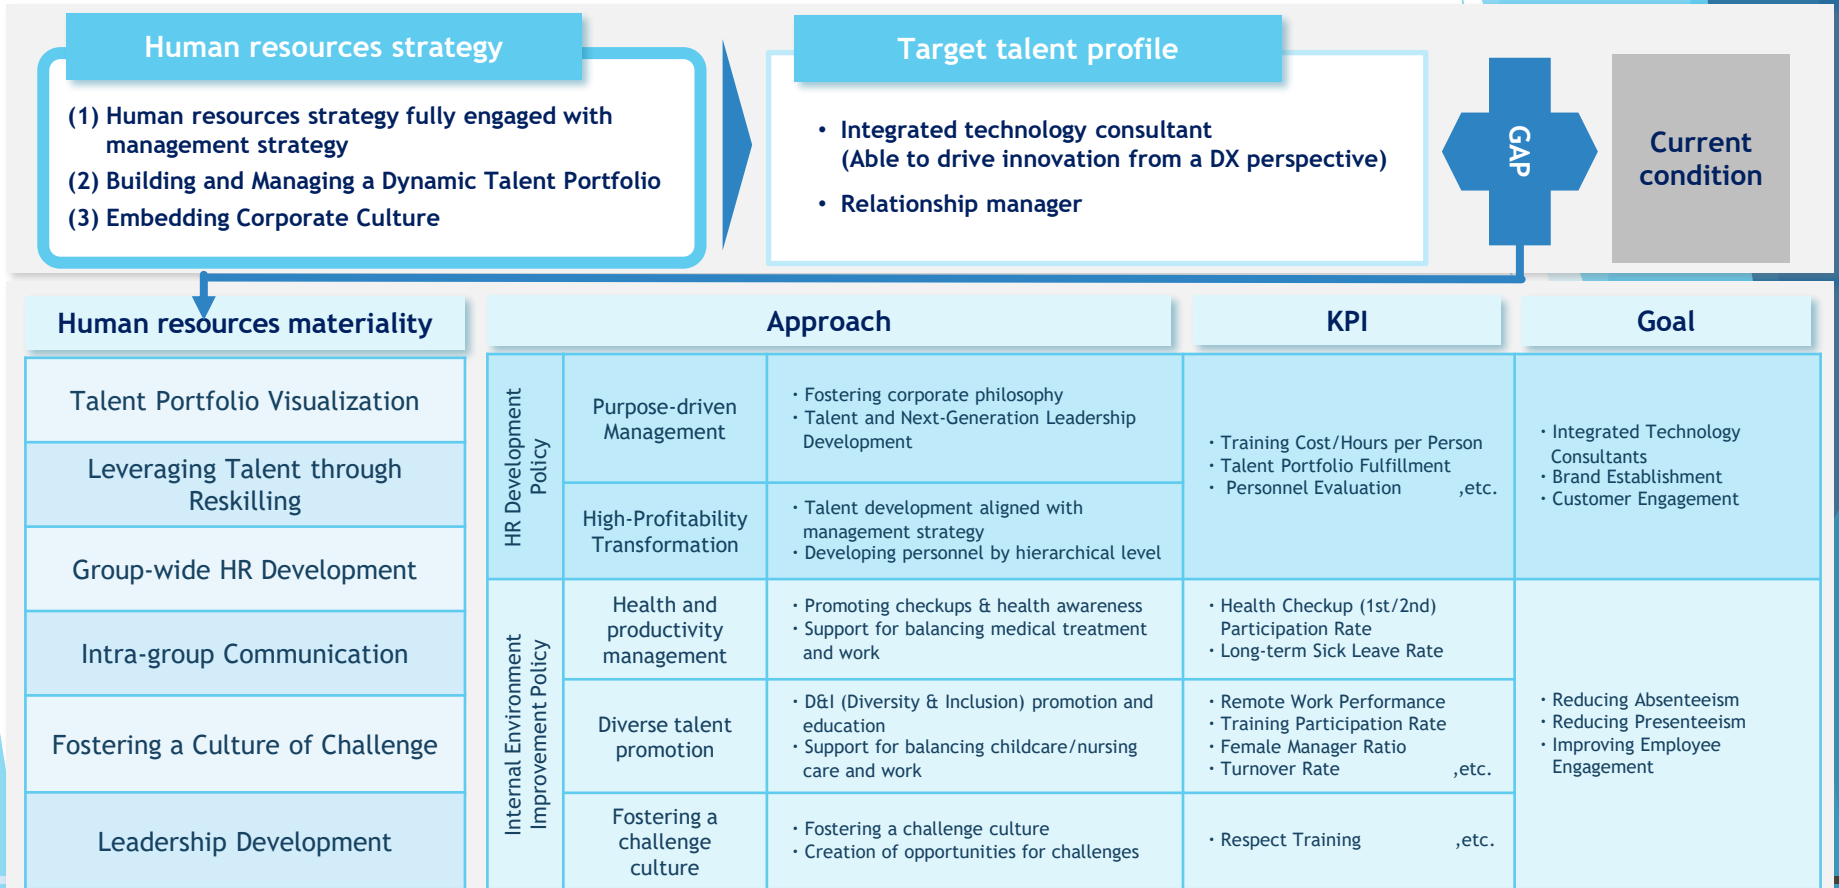 Human resources strategy
(1) Human resources strategy fully engaged with
management strategy
(2) Building and Managing a Dynamic Talent Portfolio
(3) Embedding Corporate Culture
Target talent profile
• Integrated technology consultant
(Able to drive innovation from a DX perspective)
• Relationship manager
GAP
Current
condition
Human resources materiality
Talent Portfolio Visualization
Leveraging Talent through
Reskilling
Group-wide HR Development
Intra-group Communication
Fostering a Culture of Challenge
Leadership Development
Approach
KPI
Goal
HR Development
Policy
Purpose-driven
Management
・Fostering corporate philosophy
・Talent and Next-Generation Leadership
Development
High-Profitability
Transformation
・Talent development aligned with
management strategy
・Developing personnel by hierarchical level
・Training Cost/Hours per Person
・Talent Portfolio Fulfillment
・ Personnel Evaluation ,etc.
・Integrated Technology
Consultants
・Brand Establishment
・Customer Engagement
Internal Environment
Improvement Policy
Health and
productivity
management
・Promoting checkups & health awareness
・Support for balancing medical treatment
and work
・Health Checkup (1st/2nd)
Participation Rate
・Long-term Sick Leave Rate
Diverse talent
promotion
・D&I (Diversity & Inclusion) promotion and
education
・Support for balancing childcare/nursing
care and work
・Remote Work Performance
・Training Participation Rate
・Female Manager Ratio
・Turnover Rate ,etc.
Fostering a
challenge
culture
・Fostering a challenge culture
・Creation of opportunities for challenges
・Respect Training ,etc.
・Reducing Absenteeism
・Reducing Presenteeism
・Improving Employee
Engagement